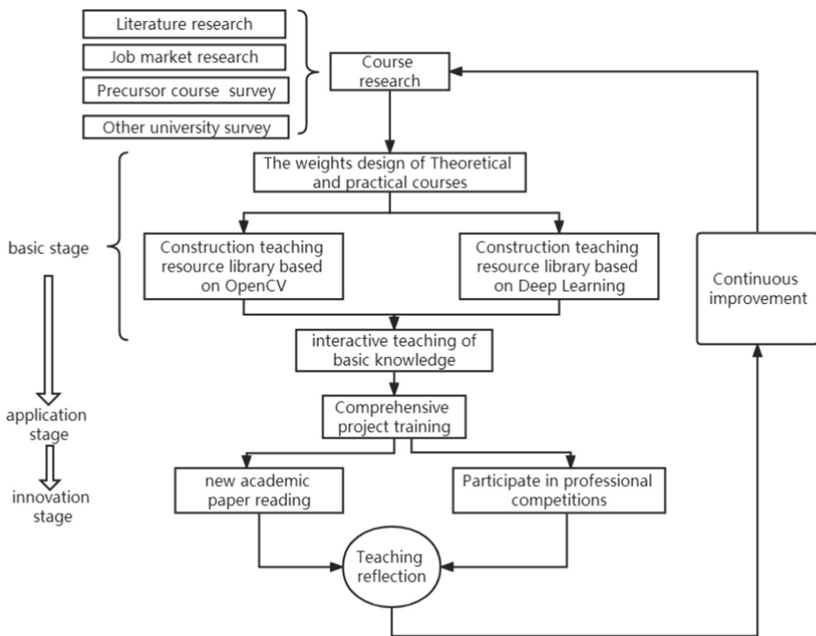 Literature research
Job market research
Precursor course survey
Other university survey
Course
research
The weights design of Theoretical
and practical courses
basic stage
Construction teaching
resource library based
on OpenCV
Construction teaching
resource library based
on Deep Learning
Continuous
improvement
interactive teaching of
basic knowledge
application
stage
Comprehensive
project training
innovation
stage
new academic
paper reading
Participate in professional
competitions
Teaching
reflection